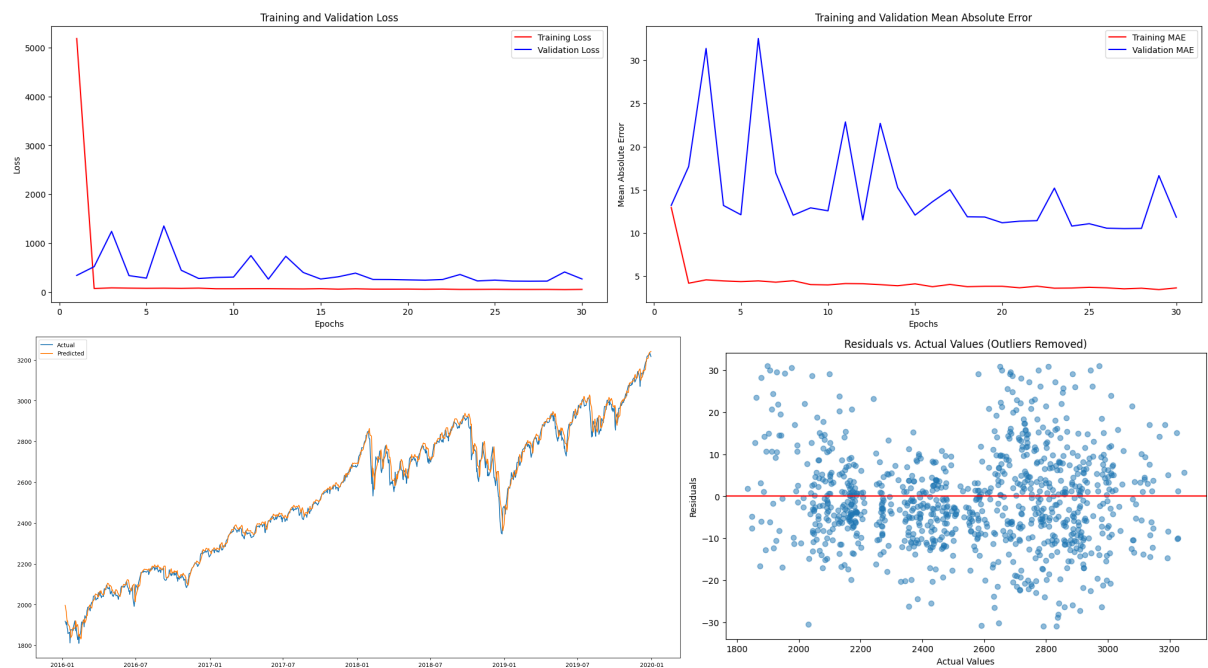 Training and Validation Loss
Training Loss
Validation Loss
5000
4000
3000
2000
1000
0
Loss
0 5 10 15 20 25 30
Epochs
Training and Validation Mean Absolute Error
Training MAE
Validation MAE
30
25
20
15
10
5
Mean Absolute Error
0 5 10 15 20 25 30
Epochs
Actual
Predicted
3200
3000
2800
2600
2400
2200
2000
1800
2016-01 2016-07 2017-01 2017-07 2018-01 2018-07 2019-01 2019-07 2020-01
Residuals vs. Actual Values (Outliers Removed)
30
20
10
0
−10
−20
−30
Residuals
1800 2000 2200 2400 2600 2800 3000 3200
Actual Values